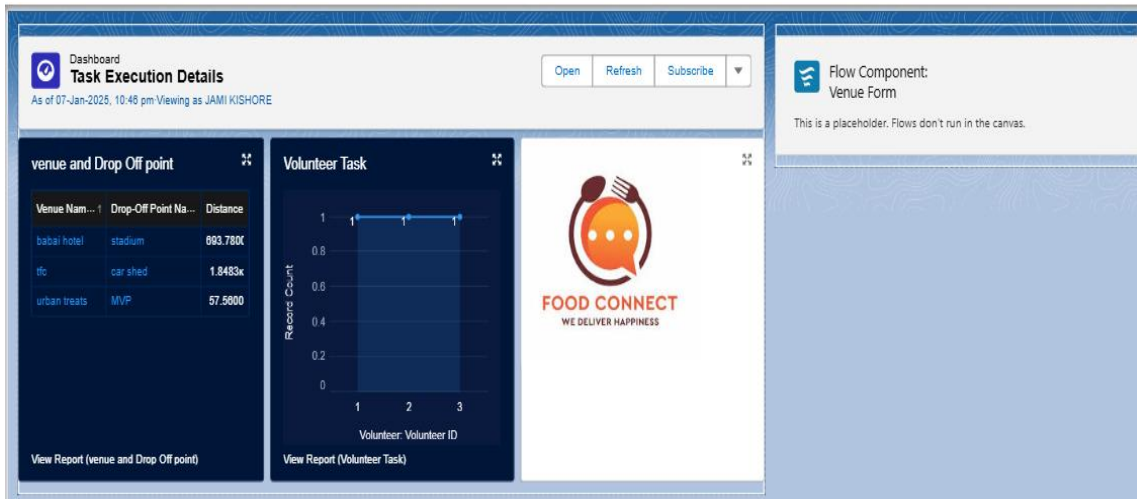 Dashboard
Task Execution Details
As of 07-Jan-2025, 10:46 pm·Viewing as JAMI KISHORE
Open
Refresh
Subscribe
venue and Drop Off point
Venue Nam... ↑ Drop-Off Point Na... Distance
babai hotel stadium 693.7800
tfc car shed 1.8483к
urban treats MVP 57.5600
View Report (venue and Drop Off point)
Volunteer Task
Record Count
1
0.8
0.6
0.4
0.2
0
1 1 1
1 2 3
Volunteer: Volunteer ID
View Report (Volunteer Task)
FOOD CONNECT
WE DELIVER HAPPINESS
Flow Component:
Venue Form
This is a placeholder. Flows don't run in the canvas.